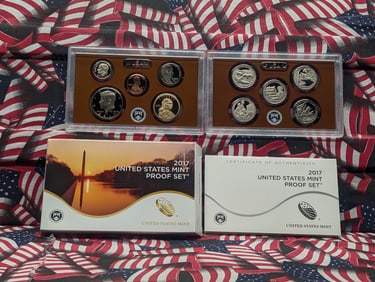 2017
UNITED STATES MINT
PROOF SET
UNITED STATES MINT
CERTIFICATE OF AUTHENTICITY
2017
UNITED STATES MINT
PROOF SET
UNITED STATES MINT